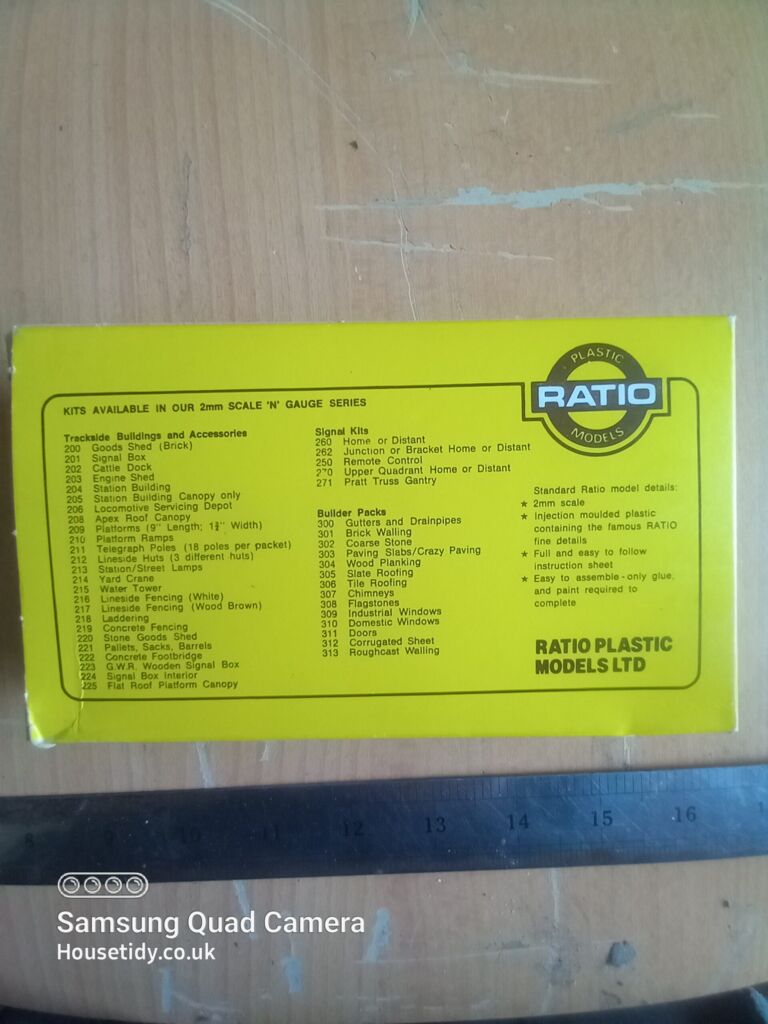 PLASTIC
RATIO
MODELS
KITS AVAILABLE IN OUR 2mm SCALE 'N' GAUGE SERIES
Trackside Buildings and Accessories
200 Goods Shed (Brick)
201 Signal Box
202 Cattle Dock
203 Engine Shed
204 Station Building
205 Station Building Canopy only
206 Locomotive Servicing Depot
208 Apex Roof Canopy
209 Platforms (9" Length; 1¾" Width)
210 Platform Ramps
211 Telegraph Poles (18 poles per packet)
212 Lineside Huts (3 different huts)
213 Station/Street Lamps
214 Yard Crane
215 Water Tower
216 Lineside Fencing (White)
217 Lineside Fencing (Wood Brown)
218 Laddering
219 Concrete Fencing
220 Stone Goods Shed
221 Pallets, Sacks, Barrels
222 Concrete Footbridge
223 G.W.R. Wooden Signal Box
224 Signal Box Interior
225 Flat Roof Platform Canopy
Signal Kits
260 Home or Distant
262 Junction or Bracket Home or Distant
250 Remote Control
270 Upper Quadrant Home or Distant
271 Pratt Truss Gantry
Builder Packs
300 Gutters and Drainpipes
301 Brick Walling
302 Coarse Stone
303 Paving Slabs/Crazy Paving
304 Wood Planking
305 Slate Roofing
306 Tile Roofing
307 Chimneys
308 Flagstones
309 Industrial Windows
310 Domestic Windows
311 Doors
312 Corrugated Sheet
313 Roughcast Walling
Standard Ratio model details:
★ 2mm scale
★ Injection moulded plastic
containing the famous RATIO
fine details
★ Full and easy to follow
instruction sheet
★ Easy to assemble - only glue,
and paint required to
complete
RATIO PLASTIC
MODELS LTD
8 9 10 11 12 13 14 15 16
Samsung Quad Camera
Housetidy.co.uk